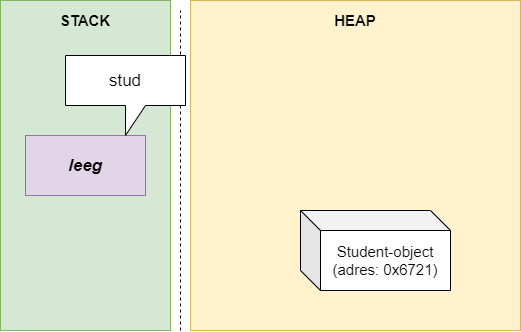 STACK
HEAP
stud
leeg
Student-object
(adres: 0x6721)